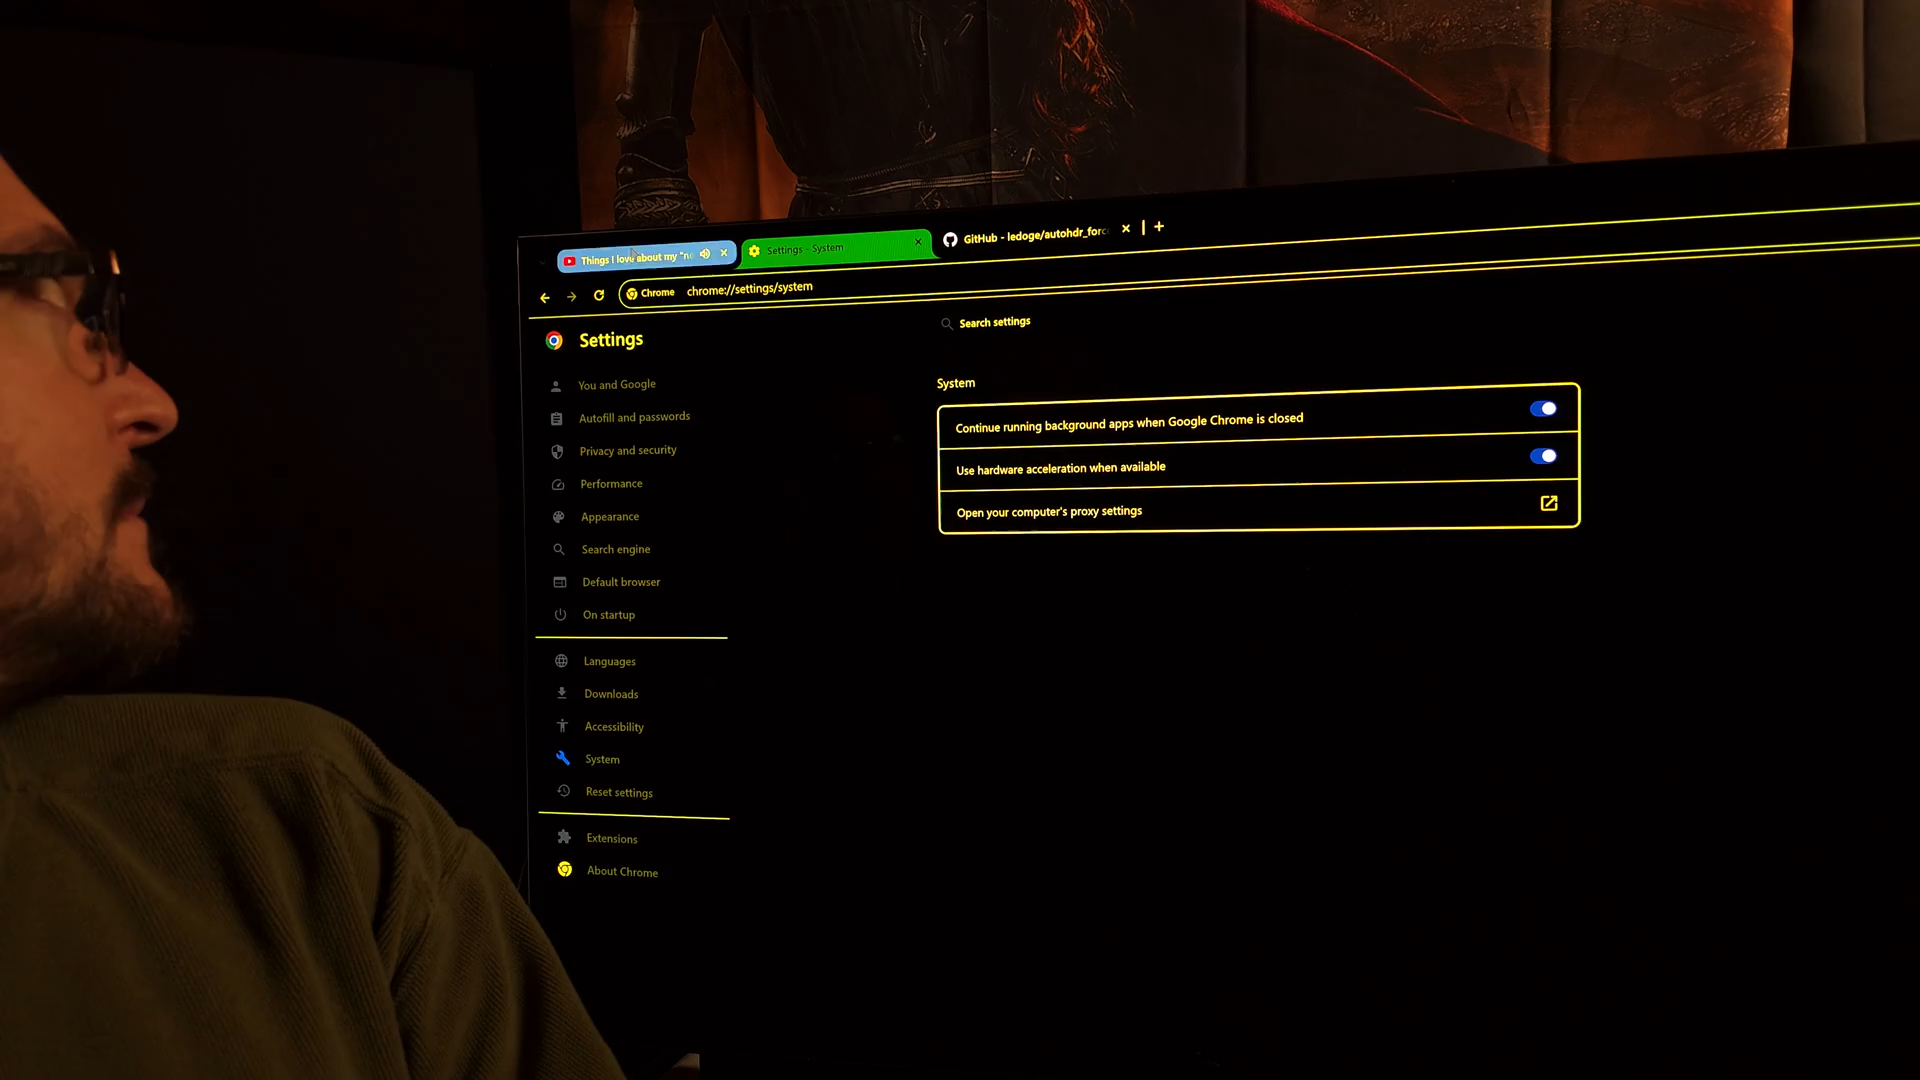 Things I love about my "ne
Settings - System
GitHub - ledoge/autohdr_forc
Chrome chrome://settings/system
Settings
Search settings
You and Google
Autofill and passwords
Privacy and security
Performance
Appearance
Search engine
Default browser
On startup
Languages
Downloads
Accessibility
System
Reset settings
Extensions
About Chrome
System
Continue running background apps when Google Chrome is closed
Use hardware acceleration when available
Open your computer's proxy settings